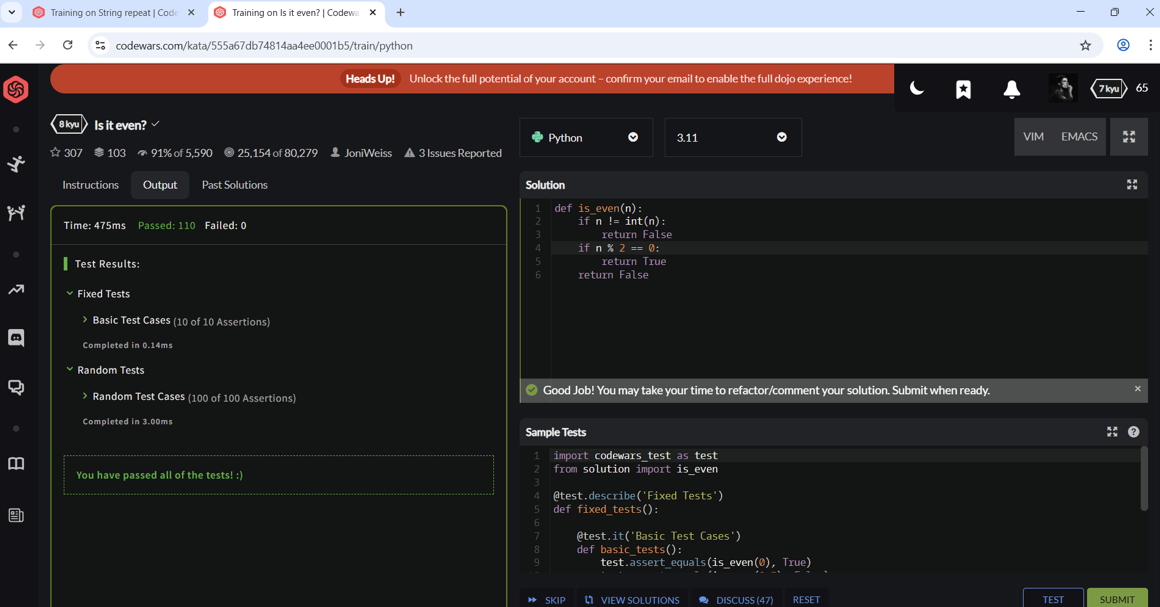 Training on String repeat | Code
Training on Is it even? | Codewa
codewars.com/kata/555a67db74814aa4ee0001b5/train/python
Heads Up! Unlock the full potential of your account – confirm your email to enable the full dojo experience!
7 kyu 65
8 kyu Is it even?
307 103 91% of 5,590 25,154 of 80,279 JoniWeiss 3 Issues Reported
Python
3.11
VIM EMACS
Instructions Output Past Solutions
Time: 475ms Passed: 110 Failed: 0
Test Results:
Fixed Tests
Basic Test Cases (10 of 10 Assertions)
Completed in 0.14ms
Random Tests
Random Test Cases (100 of 100 Assertions)
Completed in 3.00ms
You have passed all of the tests! :)
Solution
1 def is_even(n):
2     if n != int(n):
3         return False
4     if n % 2 == 0:
5         return True
6     return False
Good Job! You may take your time to refactor/comment your solution. Submit when ready.
Sample Tests
1 import codewars_test as test
2 from solution import is_even
3
4 @test.describe('Fixed Tests')
5 def fixed_tests():
6
7     @test.it('Basic Test Cases')
8     def basic_tests():
9         test.assert_equals(is_even(0), True)
SKIP VIEW SOLUTIONS DISCUSS (47) RESET TEST SUBMIT